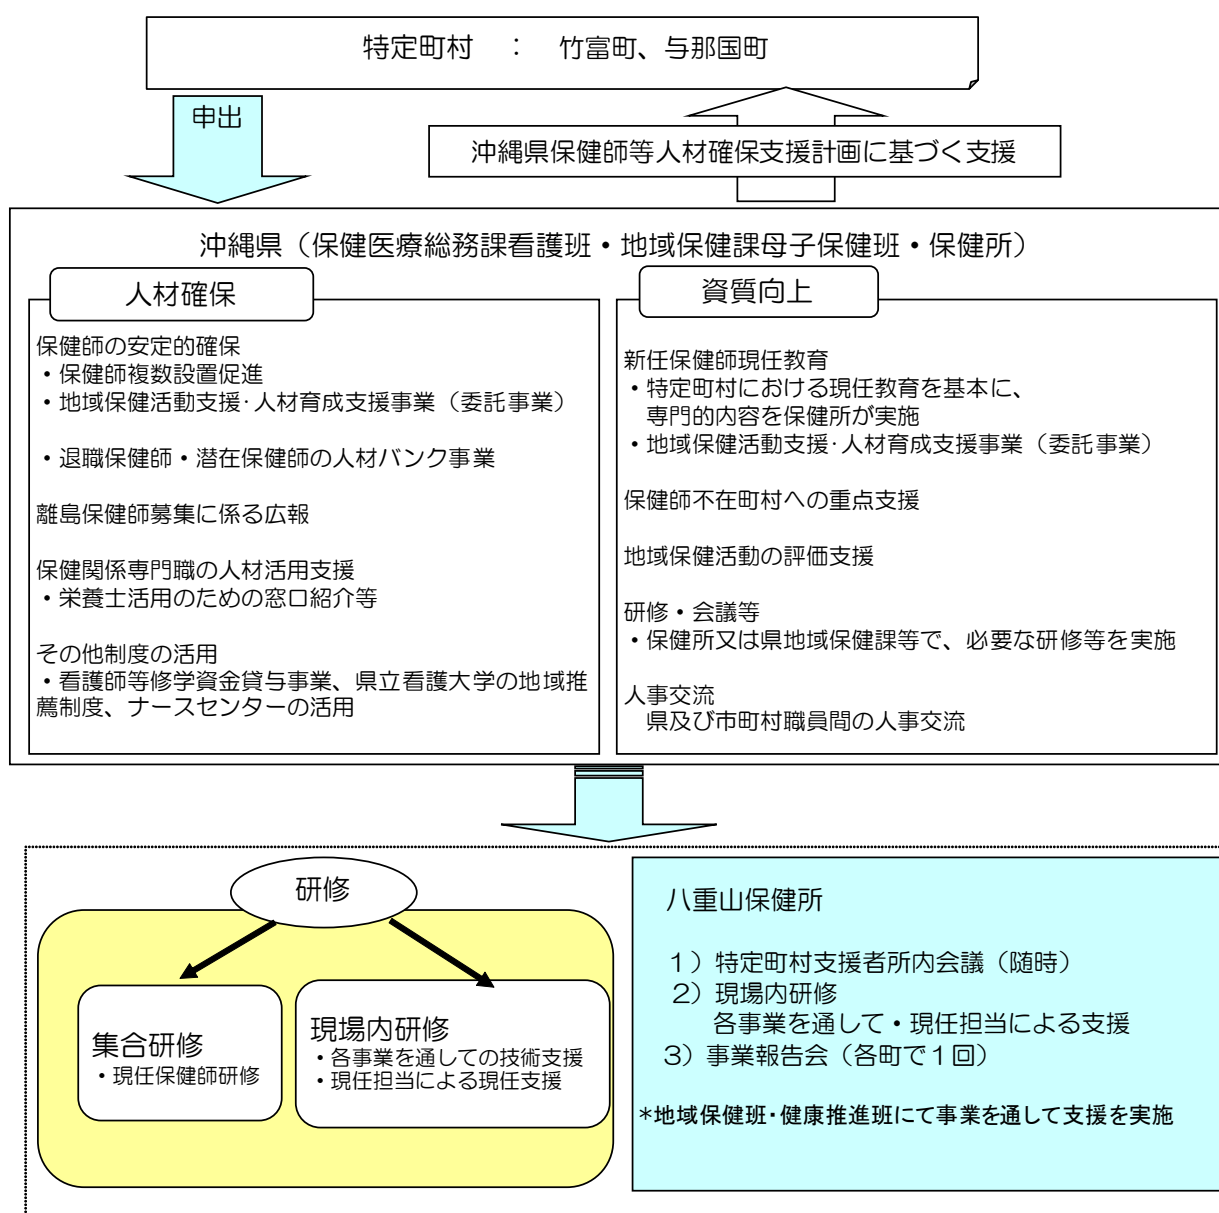 特定町村　：　竹富町、与那国町
申出
沖縄県保健師等人材確保支援計画に基づく支援
沖縄県（保健医療総務課看護班・地域保健課母子保健班・保健所）
人材確保
保健師の安定的確保
・保健師複数設置促進
・地域保健活動支援･人材育成支援事業（委託事業）
・退職保健師・潜在保健師の人材バンク事業
離島保健師募集に係る広報
保健関係専門職の人材活用支援
・栄養士活用のための窓口紹介等
その他制度の活用
・看護師等修学資金貸与事業、県立看護大学の地域推
薦制度、ナースセンターの活用
資質向上
新任保健師現任教育
・特定町村における現任教育を基本に、
専門的内容を保健所が実施
・地域保健活動支援･人材育成支援事業（委託事業）
保健師不在町村への重点支援
地域保健活動の評価支援
研修・会議等
・保健所又は県地域保健課等で、必要な研修等を実施
人事交流
県及び市町村職員間の人事交流
研修
集合研修
・現任保健師研修
現場内研修
・各事業を通しての技術支援
・現任担当による現任支援
八重山保健所
１）特定町村支援者所内会議（随時）
２）現場内研修
各事業を通して・現任担当による支援
３）事業報告会（各町で１回）
*地域保健班・健康推進班にて事業を通して支援を実施